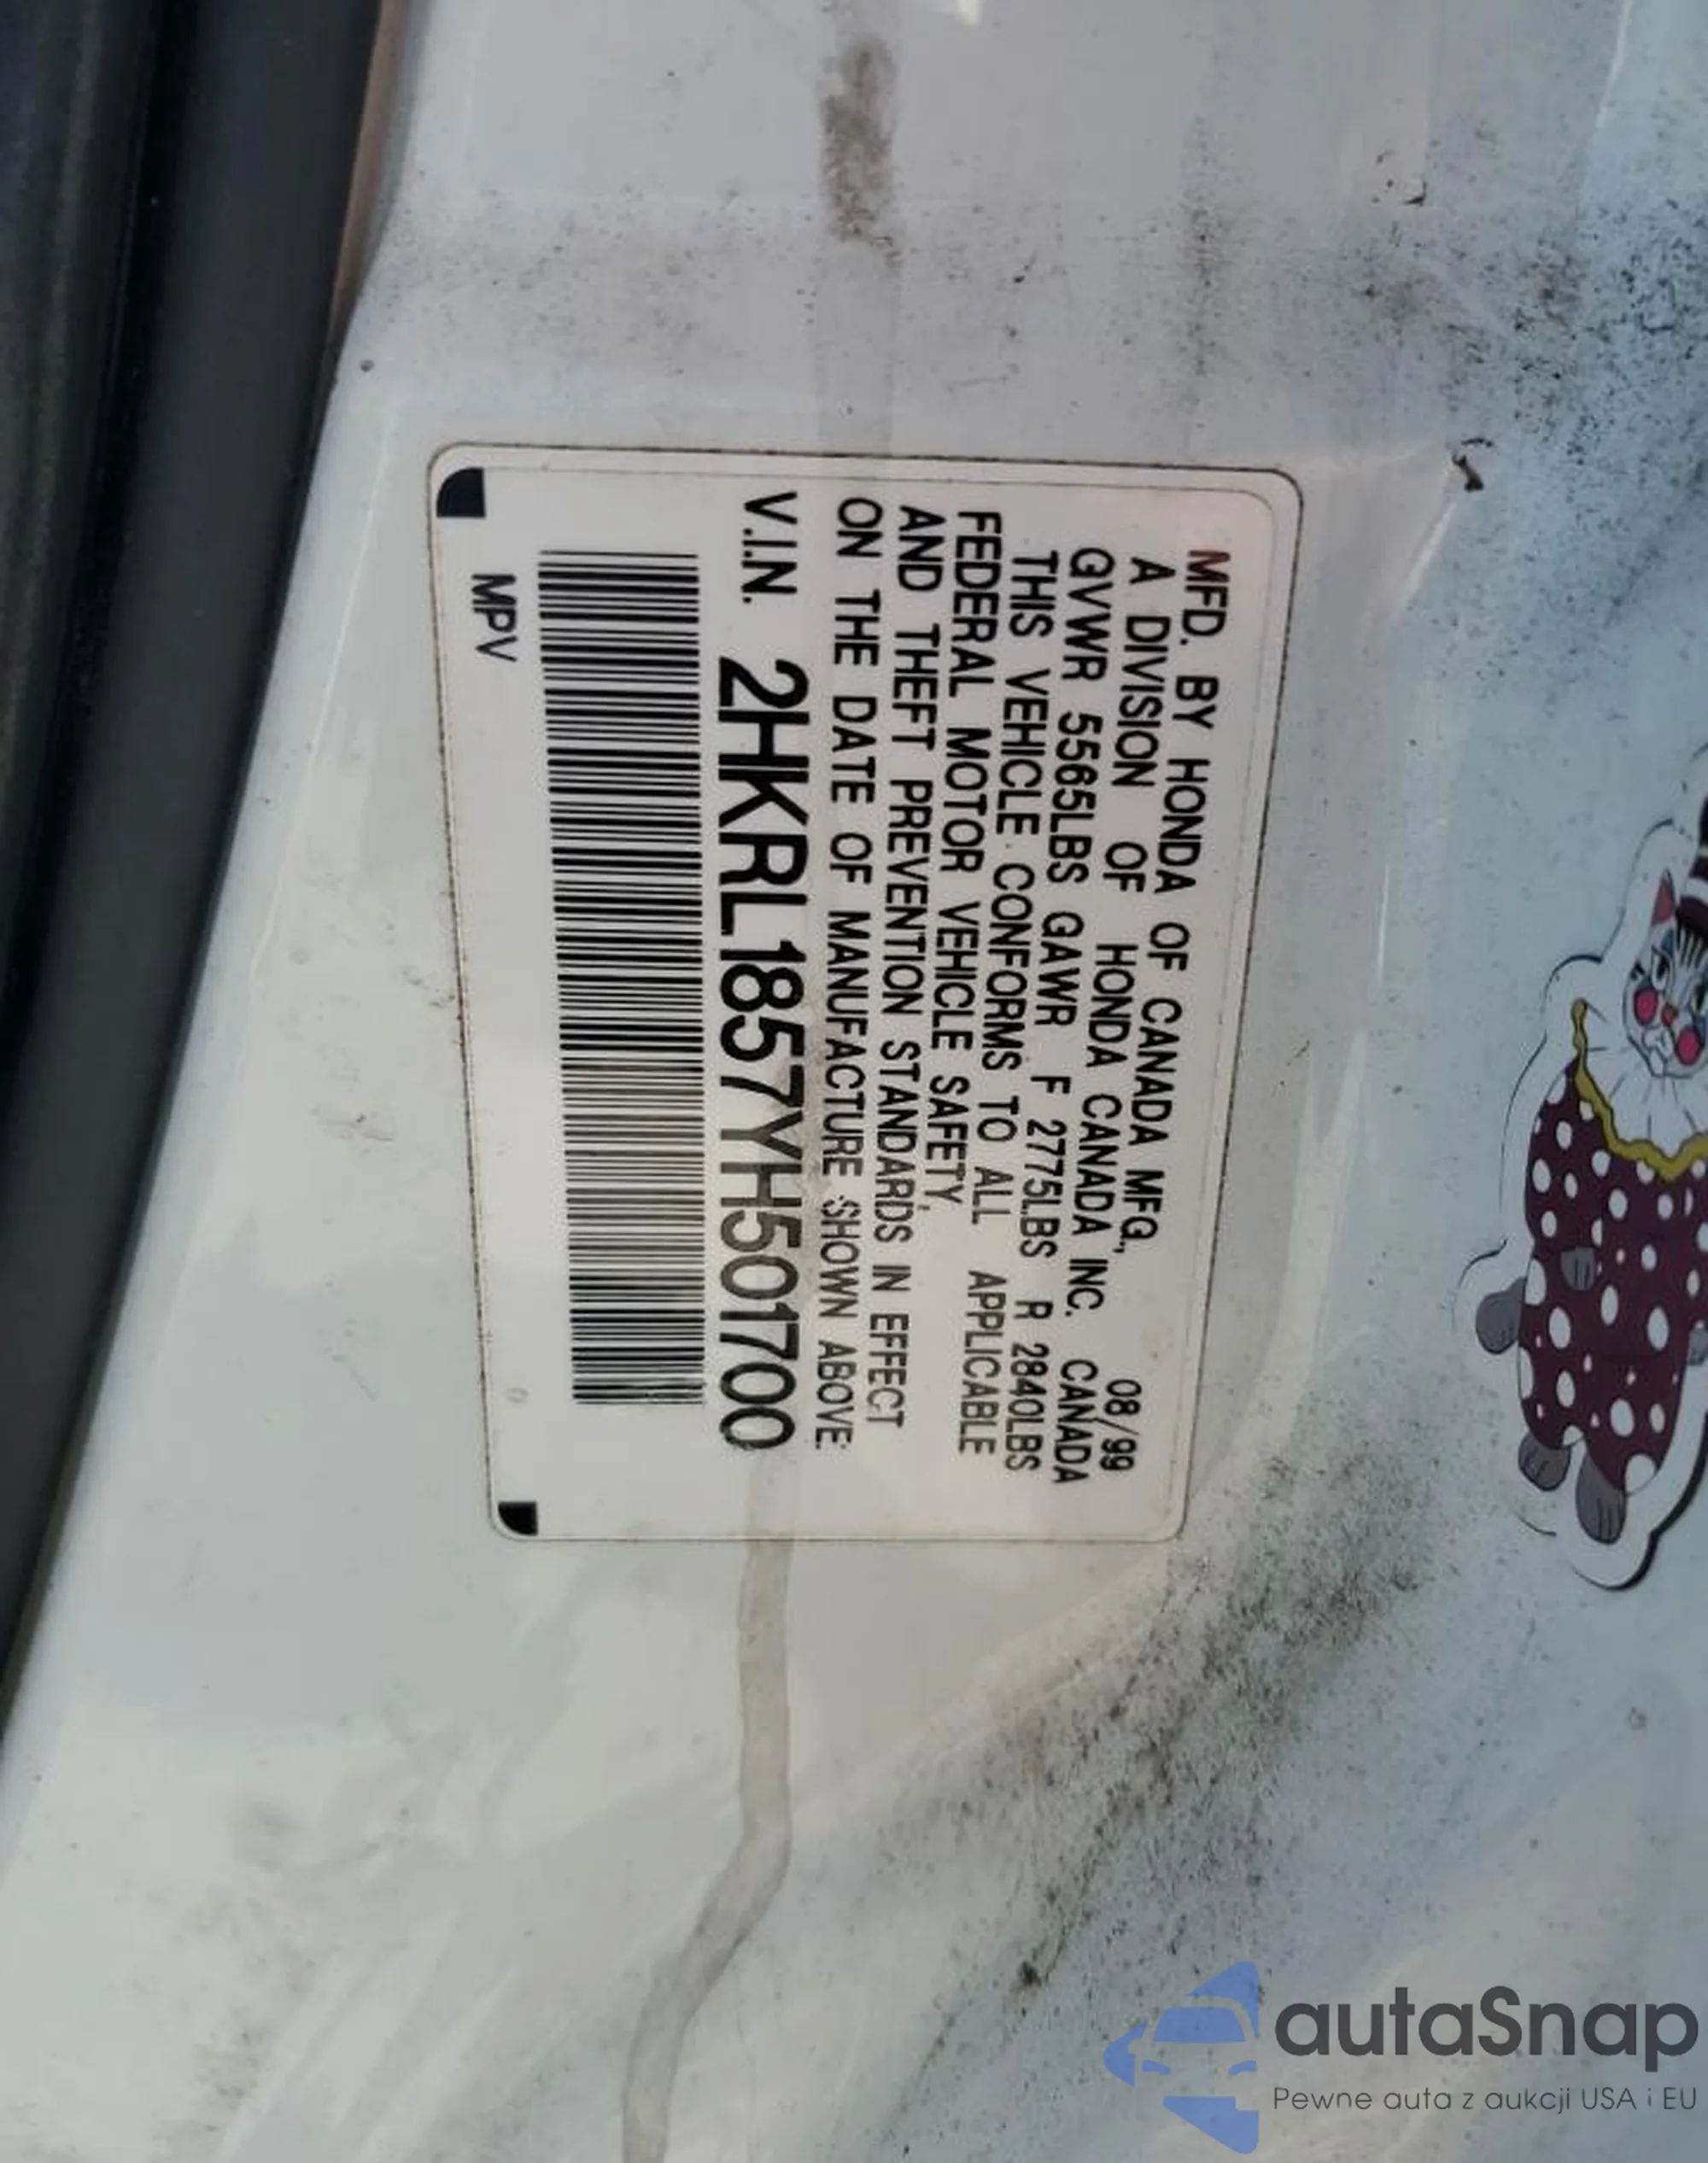 MFD. BY HONDA OF CANADA MFG., 08/99
A DIVISION OF HONDA CANADA INC. CANADA
GVWR 5565LBS GAWR F 2775LBS R 2840LBS
THIS VEHICLE CONFORMS TO ALL APPLICABLE
FEDERAL MOTOR VEHICLE SAFETY,
AND THEFT PREVENTION STANDARDS IN EFFECT
ON THE DATE OF MANUFACTURE SHOWN ABOVE.
V.I.N. 2HKRL1857YH501700
MPV
autaSnap
Pewne auta z aukcji USA i EU